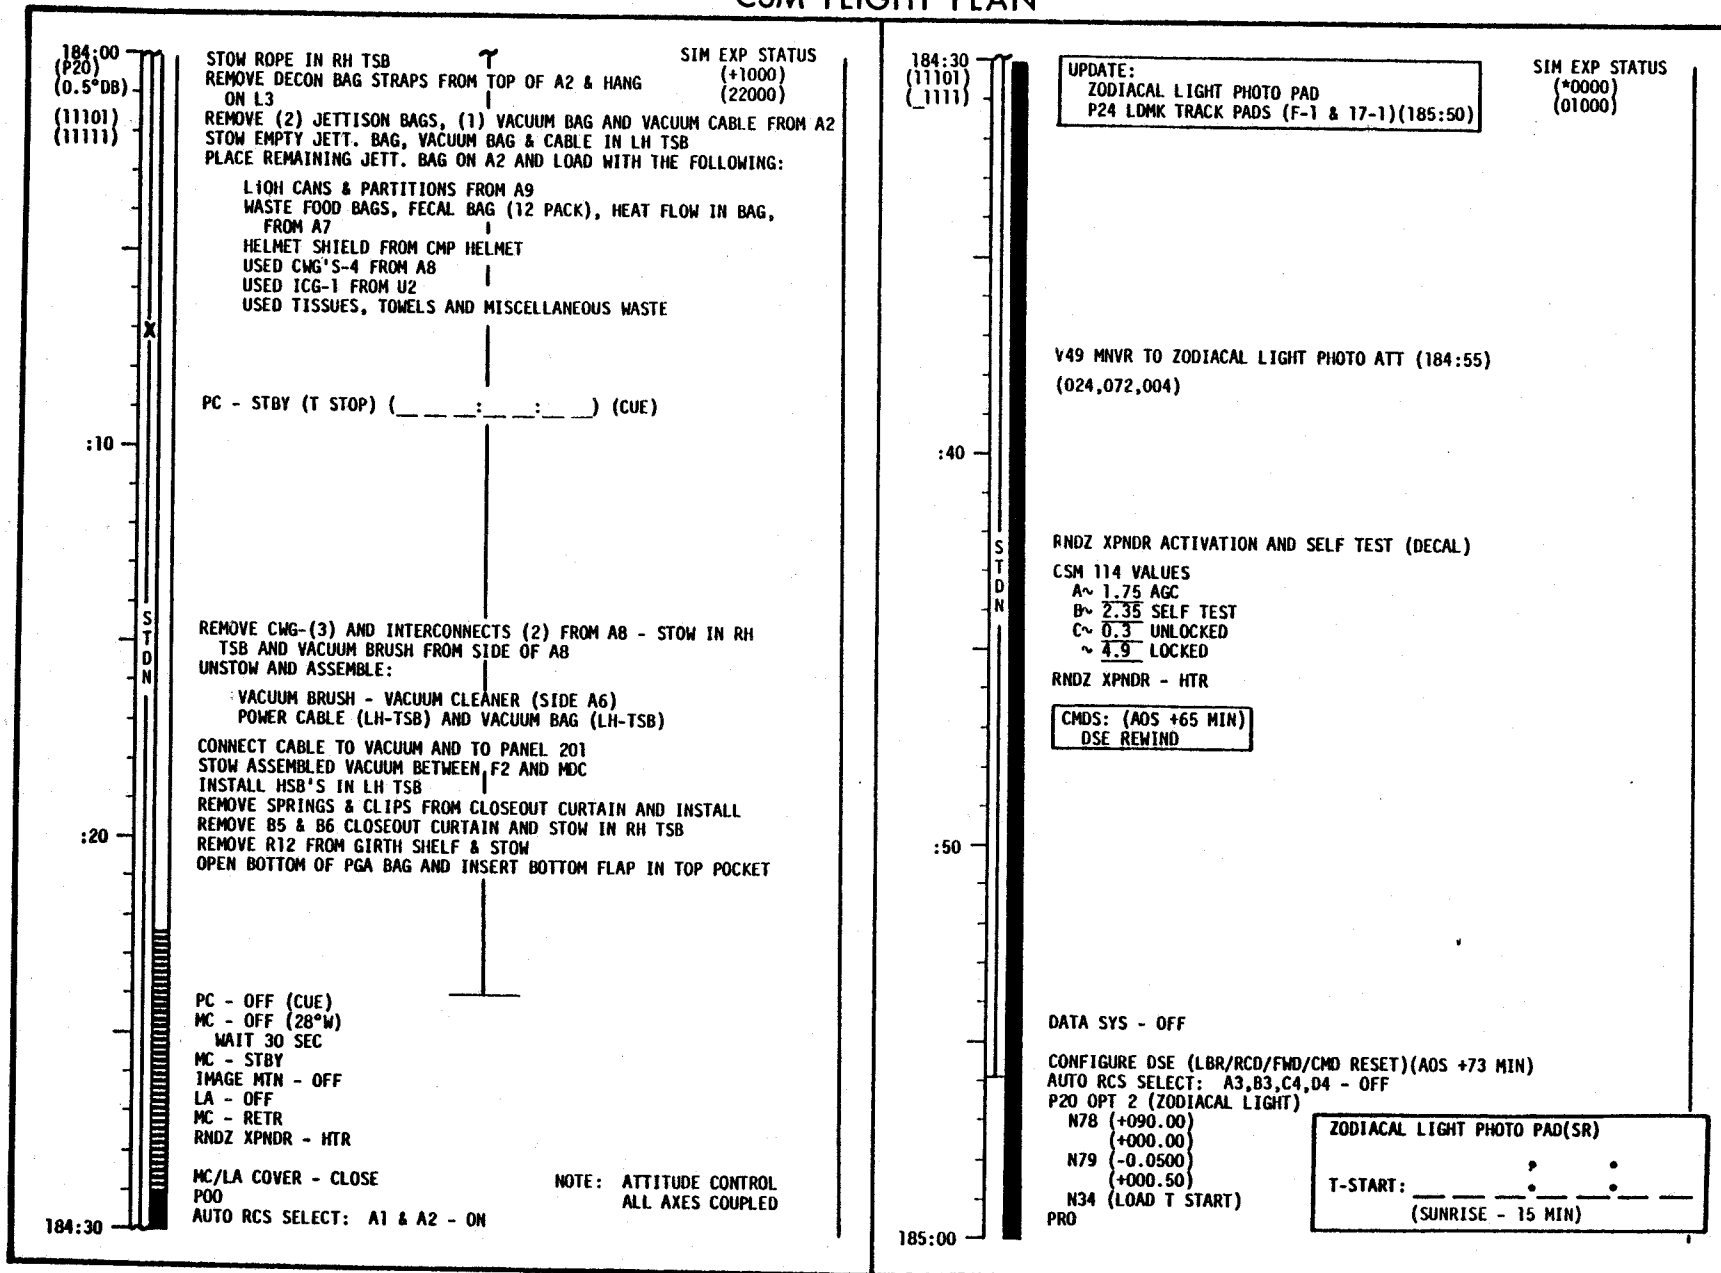 CSM FLIGHT PLAN
184:00
(P20)
(0.5°DB)
(11101)
(11111)
SIM EXP STATUS
(+1000)
(22000)
STOW ROPE IN RH TSB
REMOVE DECON BAG STRAPS FROM TOP OF A2 & HANG
ON L3
REMOVE (2) JETTISON BAGS, (1) VACUUM BAG AND VACUUM CABLE FROM A2
STOW EMPTY JETT. BAG, VACUUM BAG & CABLE IN LH TSB
PLACE REMAINING JETT. BAG ON A2 AND LOAD WITH THE FOLLOWING:
LIOH CANS & PARTITIONS FROM A9
WASTE FOOD BAGS, FECAL BAG (12 PACK), HEAT FLOW IN BAG,
FROM A7
HELMET SHIELD FROM CMP HELMET
USED CWG'S-4 FROM A8
USED ICG-1 FROM U2
USED TISSUES, TOWELS AND MISCELLANEOUS WASTE
X
PC - STBY (T STOP) (__ __ __:__ __:__ __) (CUE)
:10
STDN
REMOVE CWG-(3) AND INTERCONNECTS (2) FROM A8 - STOW IN RH
TSB AND VACUUM BRUSH FROM SIDE OF A8
UNSTOW AND ASSEMBLE:
VACUUM BRUSH - VACUUM CLEANER (SIDE A6)
POWER CABLE (LH-TSB) AND VACUUM BAG (LH-TSB)
CONNECT CABLE TO VACUUM AND TO PANEL 201
STOW ASSEMBLED VACUUM BETWEEN F2 AND MDC
INSTALL HSB'S IN LH TSB
REMOVE SPRINGS & CLIPS FROM CLOSEOUT CURTAIN AND INSTALL
REMOVE B5 & B6 CLOSEOUT CURTAIN AND STOW IN RH TSB
:20
REMOVE R12 FROM GIRTH SHELF & STOW
OPEN BOTTOM OF PGA BAG AND INSERT BOTTOM FLAP IN TOP POCKET
PC - OFF (CUE)
MC - OFF (28°W)
WAIT 30 SEC
MC - STBY
IMAGE MTN - OFF
LA - OFF
MC - RETR
RNDZ XPNDR - HTR
MC/LA COVER - CLOSE
P00
AUTO RCS SELECT: A1 & A2 - ON
NOTE: ATTITUDE CONTROL
ALL AXES COUPLED
184:30
184:30
(11101)
(_1111)
UPDATE:
ZODIACAL LIGHT PHOTO PAD
P24 LDMK TRACK PADS (F-1 & 17-1)(185:50)
SIM EXP STATUS
(*0000)
(01000)
V49 MNVR TO ZODIACAL LIGHT PHOTO ATT (184:55)
(024,072,004)
:40
STDN
RNDZ XPNDR ACTIVATION AND SELF TEST (DECAL)
CSM 114 VALUES
A~ 1.75 AGC
B~ 2.35 SELF TEST
C~ 0.3 UNLOCKED
~ 4.9 LOCKED
RNDZ XPNDR - HTR
CMDS: (AOS +65 MIN)
DSE REWIND
:50
DATA SYS - OFF
CONFIGURE DSE (LBR/RCD/FWD/CMD RESET)(AOS +73 MIN)
AUTO RCS SELECT: A3,B3,C4,D4 - OFF
P20 OPT 2 (ZODIACAL LIGHT)
N78 (+090.00)
(+000.00)
N79 (-0.0500)
(+000.50)
N34 (LOAD T START)
PRO
ZODIACAL LIGHT PHOTO PAD(SR)
T-START: __ __ __:__ __:__ __
(SUNRISE - 15 MIN)
185:00